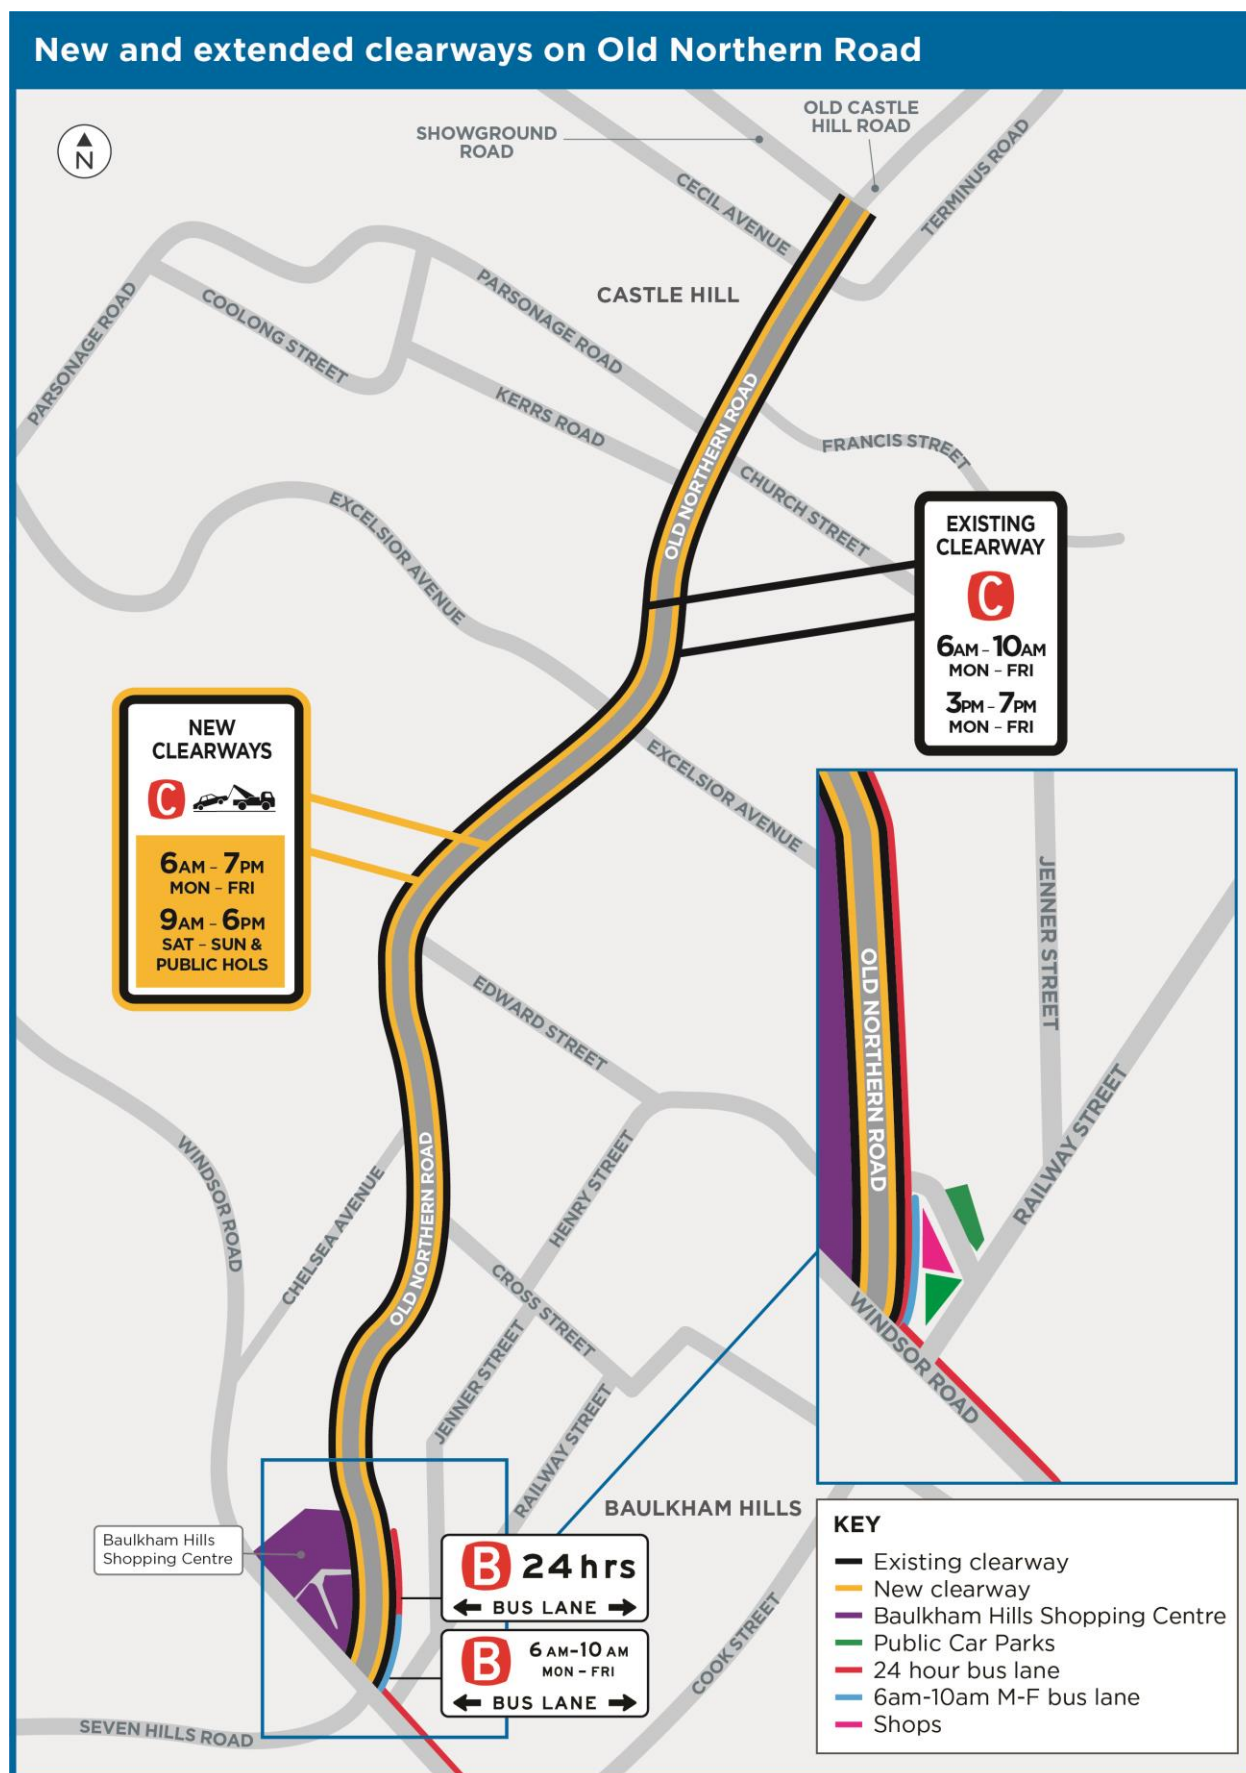 New and extended clearways on Old Northern Road
N
SHOWGROUND
ROAD
OLD CASTLE
HILL ROAD
CECIL AVENUE
TERMINUS ROAD
CASTLE HILL
PARSONAGE ROAD
COOLONG STREET
PARSONAGE ROAD
KERRS ROAD
OLD NORTHERN ROAD
FRANCIS STREET
CHURCH STREET
EXCELSIOR AVENUE
EXISTING
CLEARWAY
C
6AM – 10AM
MON – FRI
3PM – 7PM
MON – FRI
NEW
CLEARWAYS
C
6AM – 7PM
MON – FRI
9AM – 6PM
SAT – SUN &
PUBLIC HOLS
EXCELSIOR AVENUE
EDWARD STREET
WINDSOR ROAD
CHELSEA AVENUE
OLD NORTHERN ROAD
HENRY STREET
CROSS STREET
JENNER STREET
RAILWAY STREET
JENNER STREET
OLD NORTHERN ROAD
RAILWAY STREET
WINDSOR ROAD
BAULKHAM HILLS
Baulkham Hills
Shopping Centre
B 24hrs
BUS LANE
B 6 AM–10 AM
MON – FRI
BUS LANE
COOK STREET
SEVEN HILLS ROAD
KEY
Existing clearway
New clearway
Baulkham Hills Shopping Centre
Public Car Parks
24 hour bus lane
6am-10am M-F bus lane
Shops